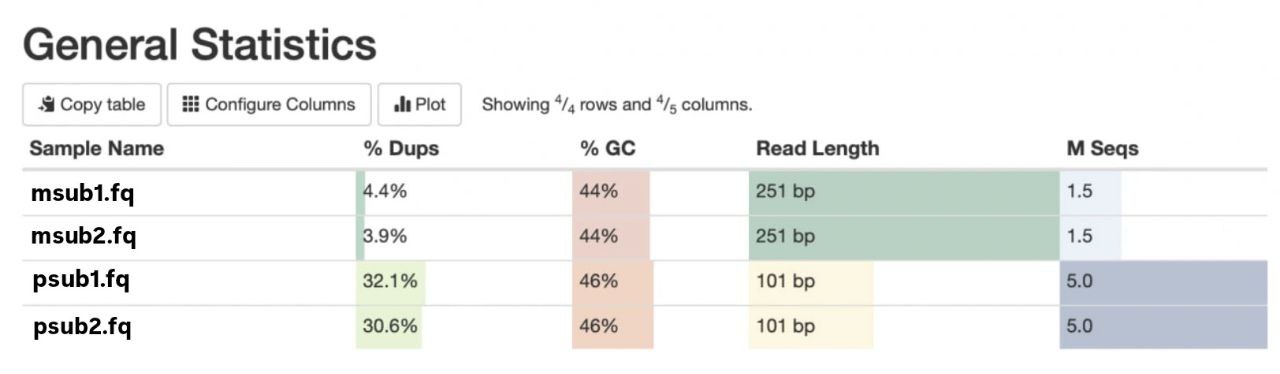 General Statistics
Copy table Configure Columns Plot Showing 4/4 rows and 4/5 columns.
Sample Name % Dups % GC Read Length M Seqs
msub1.fq 4.4% 44% 251 bp 1.5
msub2.fq 3.9% 44% 251 bp 1.5
psub1.fq 32.1% 46% 101 bp 5.0
psub2.fq 30.6% 46% 101 bp 5.0